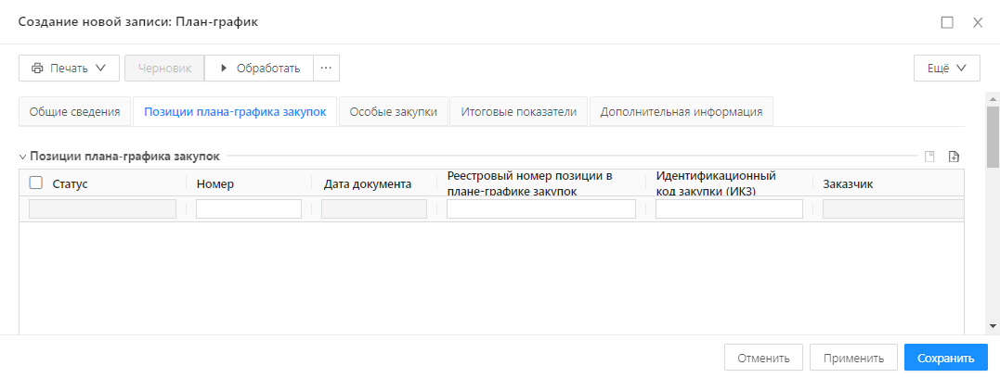 Создание новой записи: План-график
Печать Черновик Обработать ... Ещё
Общие сведения Позиции плана-графика закупок Особые закупки Итоговые показатели Дополнительная информация
Позиции плана-графика закупок
Статус Номер Дата документа Реестровый номер позиции в плане-графике закупок Идентификационный код закупки (ИКЗ) Заказчик
Отменить Применить Сохранить